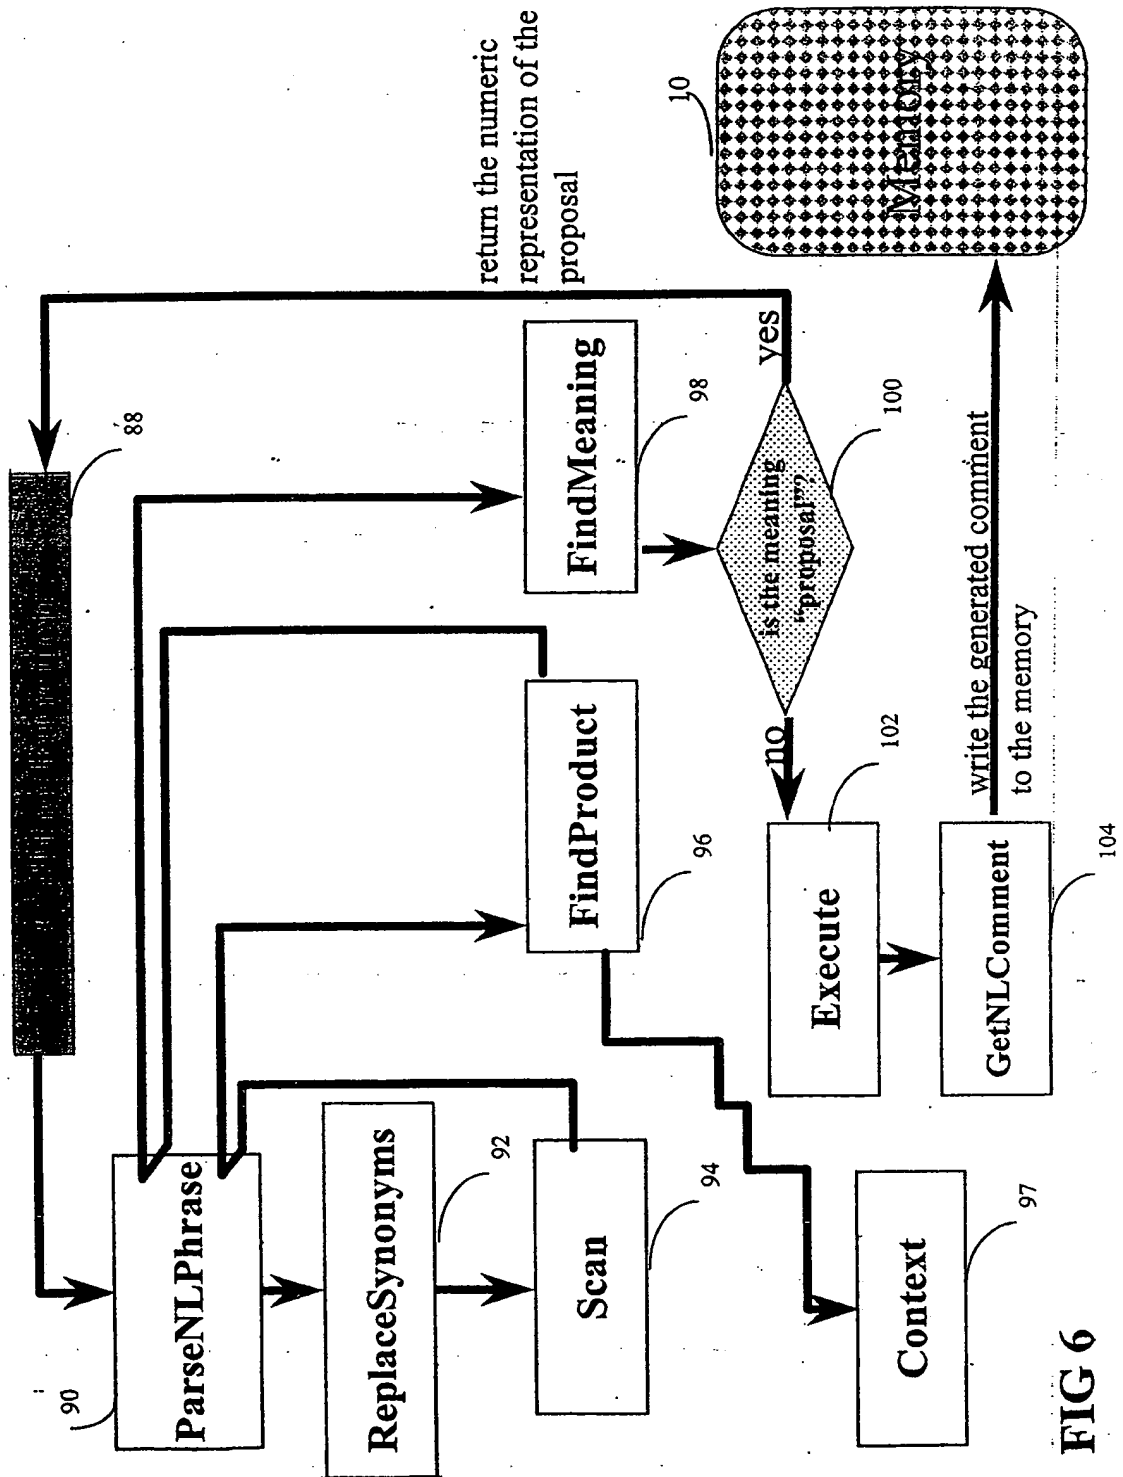 88
90
ParseNLPhrase
ReplaceSynonyms
92
Scan
94
FindProduct
96
Context
97
FindMeaning
98
is the meaning
“proposal”?
100
yes
no
return the numeric
representation of the
proposal
Execute
102
GetNLComment
104
write the generated comment
to the memory
10
Memory
FIG 6